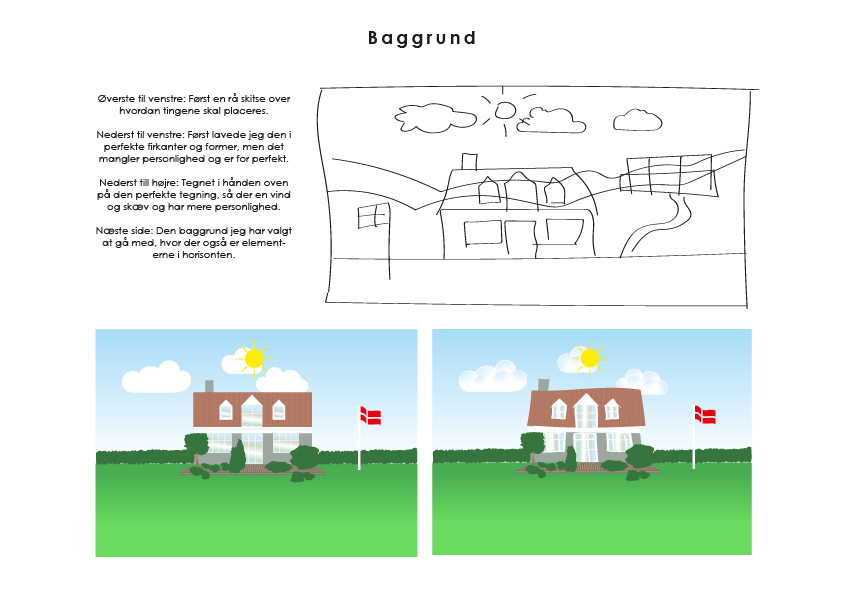 Baggrund
Øverste til venstre: Først en rå skitse over
hvordan tingene skal placeres.
Nederst til venstre: Først lavede jeg den i
perfekte firkanter og former, men det
mangler personlighed og er for perfekt.
Nederst till højre: Tegnet i hånden oven
på den perfekte tegning, så der en vind
og skæv og har mere personlighed.
Næste side: Den baggrund jeg har valgt
at gå med, hvor der også er element-
erne i horisonten.